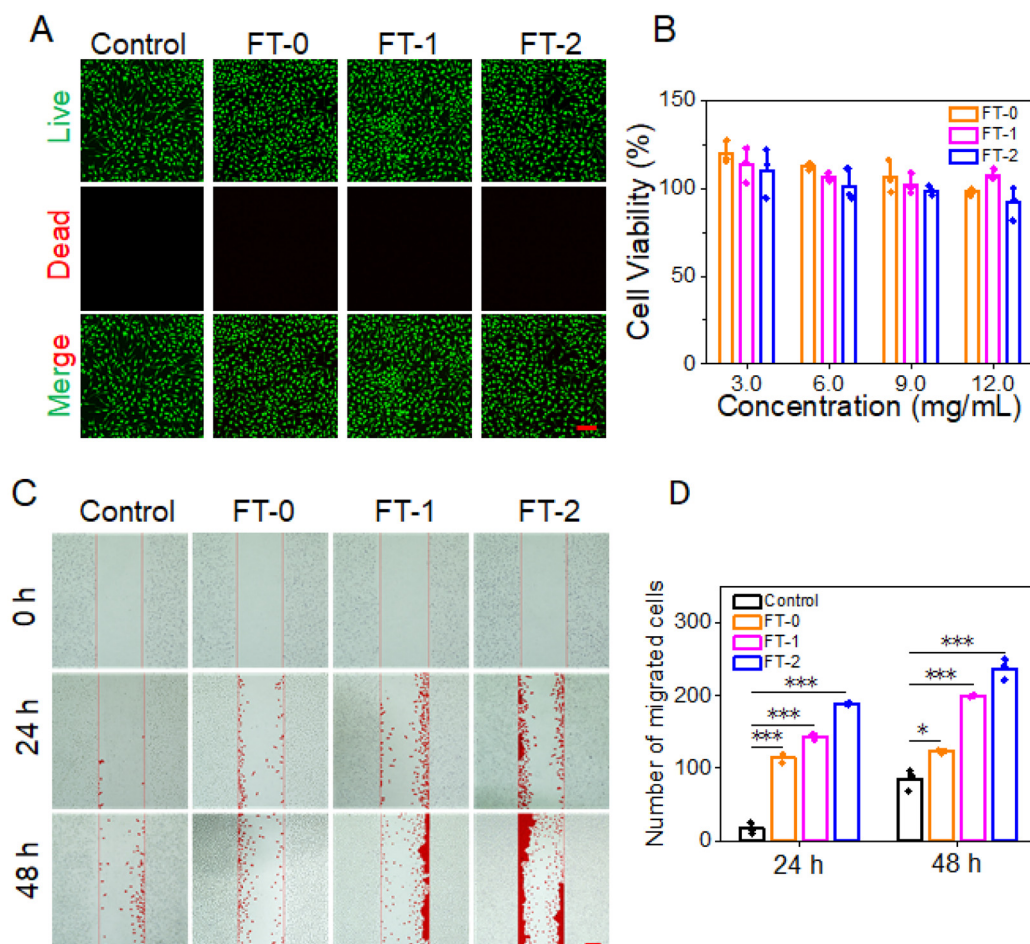 A
Control FT-0 FT-1 FT-2
Live
Dead
Merge
B
Cell Viability (%)
150
100
50
0
FT-0
FT-1
FT-2
3.0 6.0 9.0 12.0
Concentration (mg/mL)
C
Control FT-0 FT-1 FT-2
0 h
24 h
48 h
D
Number of migrated cells
300
200
100
0
Control
FT-0
FT-1
FT-2
***
***
***
***
***
*
24 h 48 h